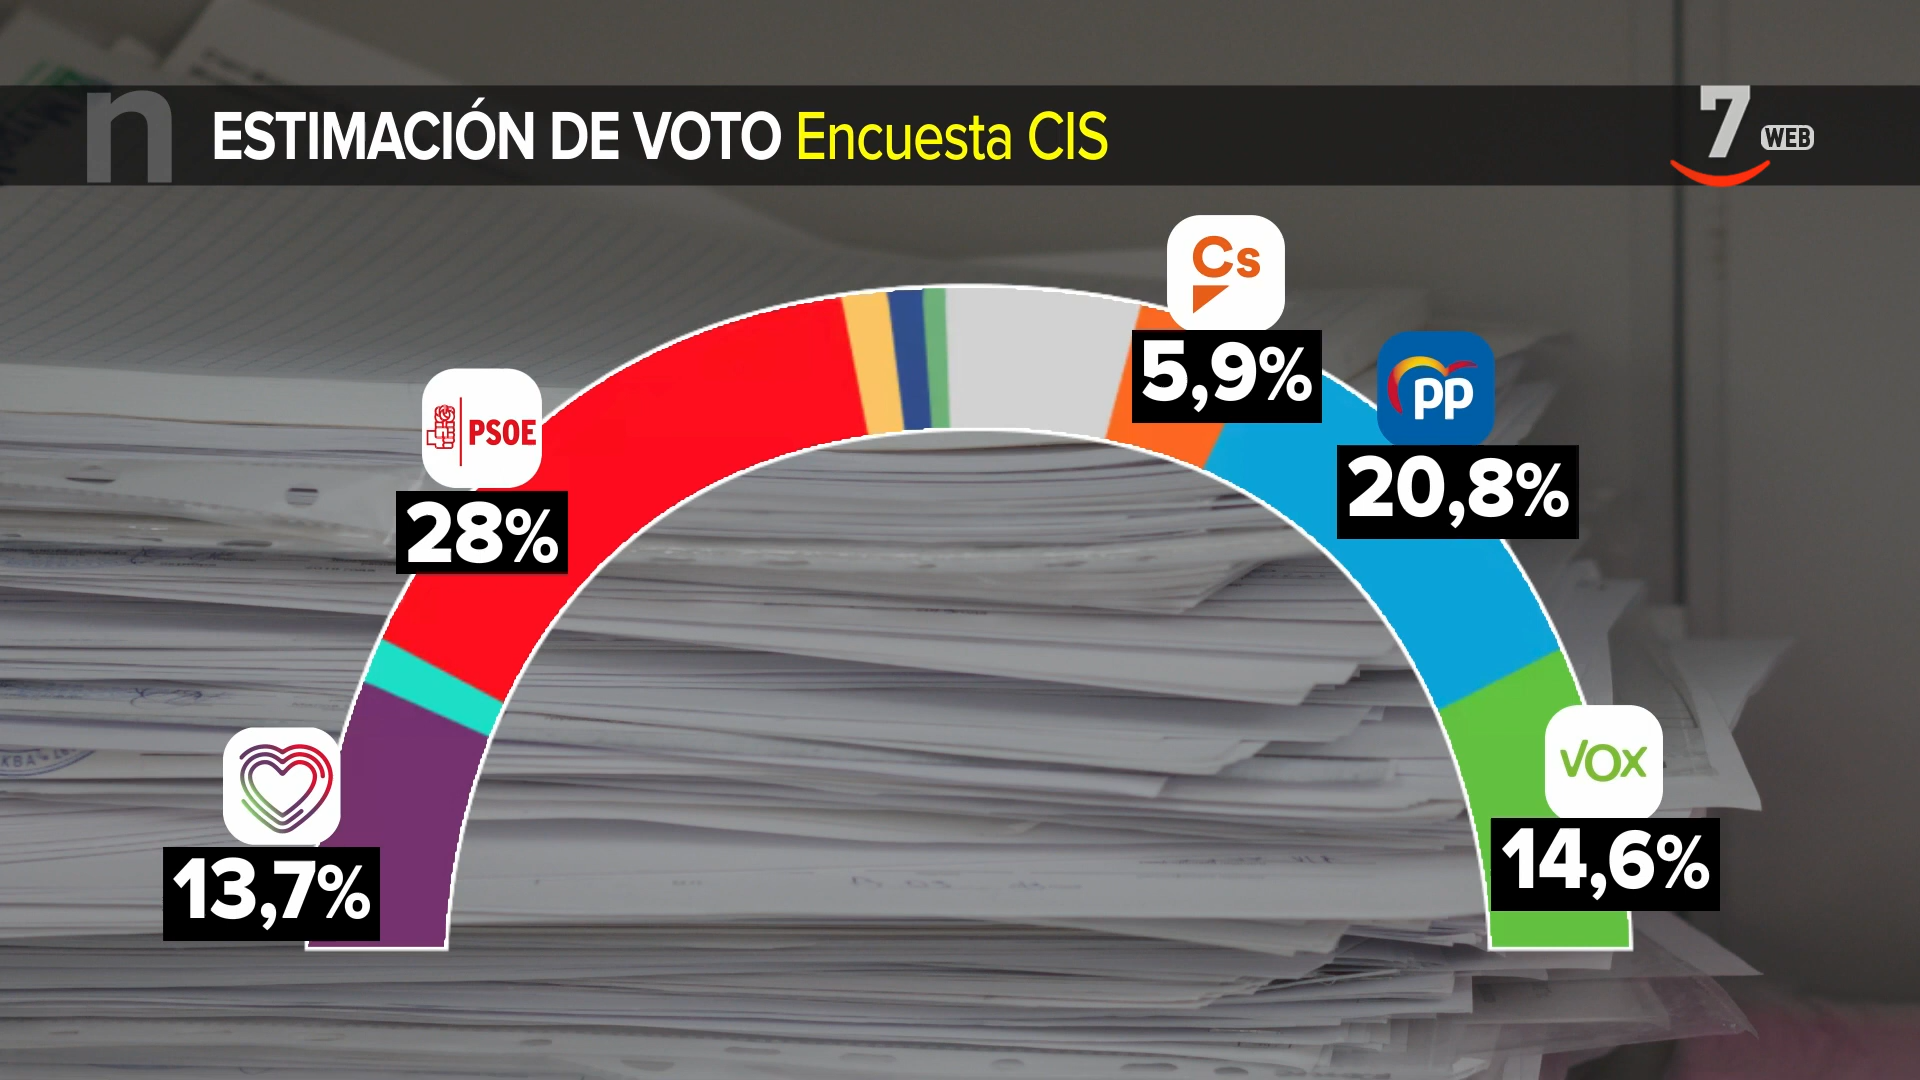 n
ESTIMACIÓN DE VOTO Encuesta CIS
7 WEB
Cs
5,9%
pp
20,8%
PSOE
28%
VOX
14,6%
13,7%